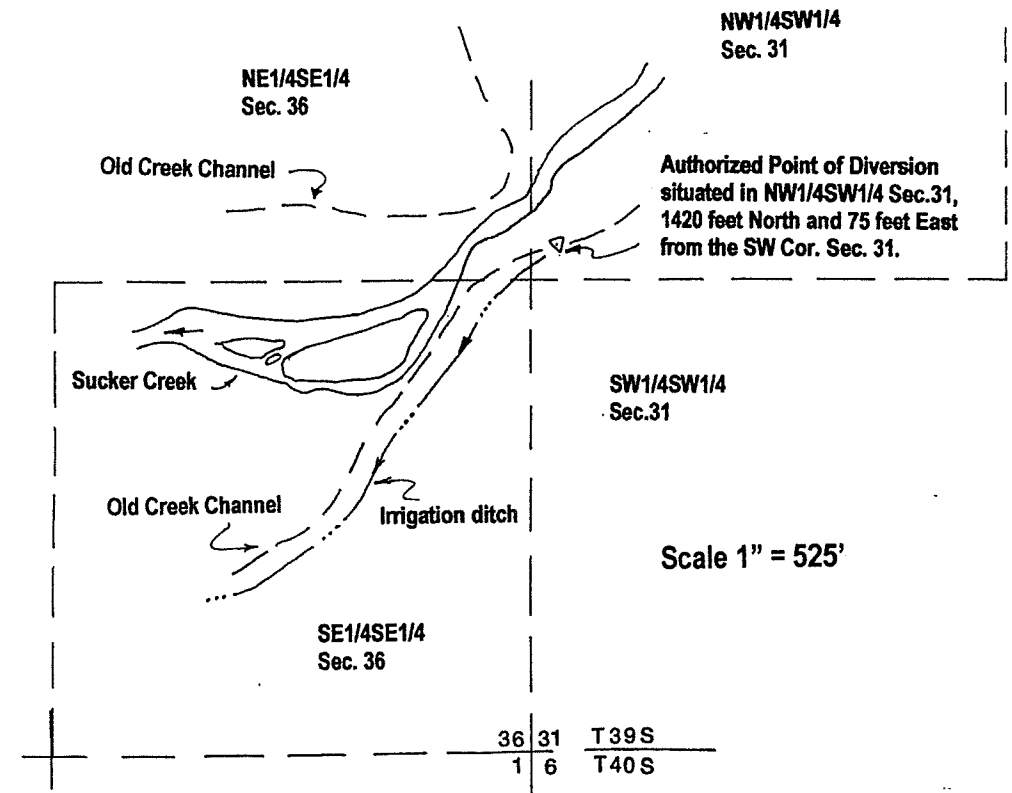 NW1/4SW1/4
Sec. 31
NE1/4SE1/4
Sec. 36
Old Creek Channel
Authorized Point of Diversion
situated in NW1/4SW1/4 Sec.31,
1420 feet North and 75 feet East
from the SW Cor. Sec. 31.
Sucker Creek
SW1/4SW1/4
Sec.31
Old Creek Channel
Irrigation ditch
Scale 1” = 525’
SE1/4SE1/4
Sec. 36
36 31 T39S
1 6 T40S